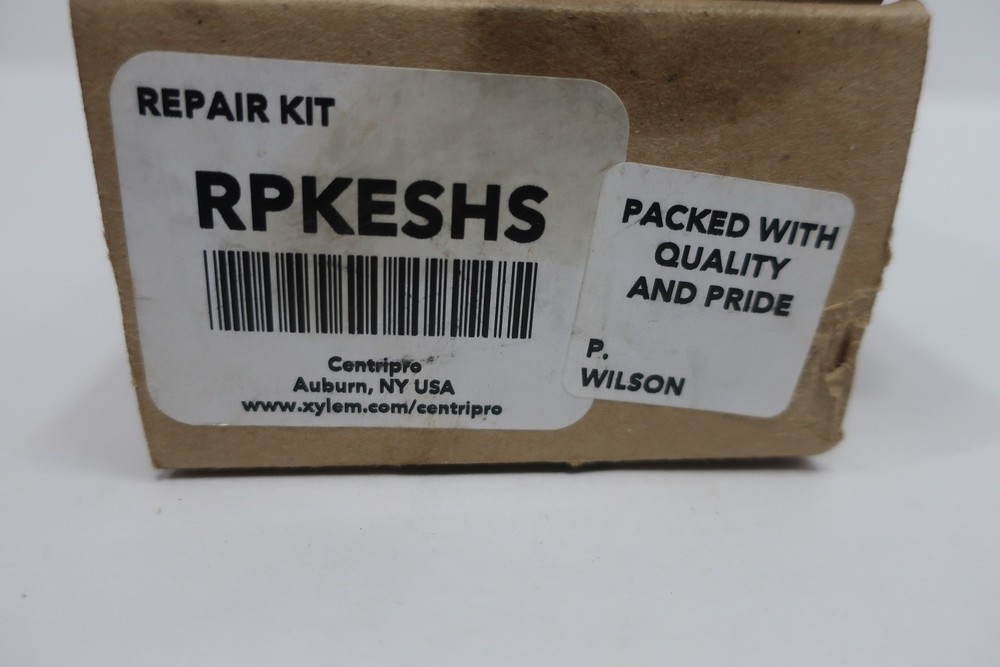 REPAIR KIT
RPKESHS
Centripro
Auburn, NY USA
www.xylem.com/centripro
PACKED WITH
QUALITY
AND PRIDE
P.
WILSON